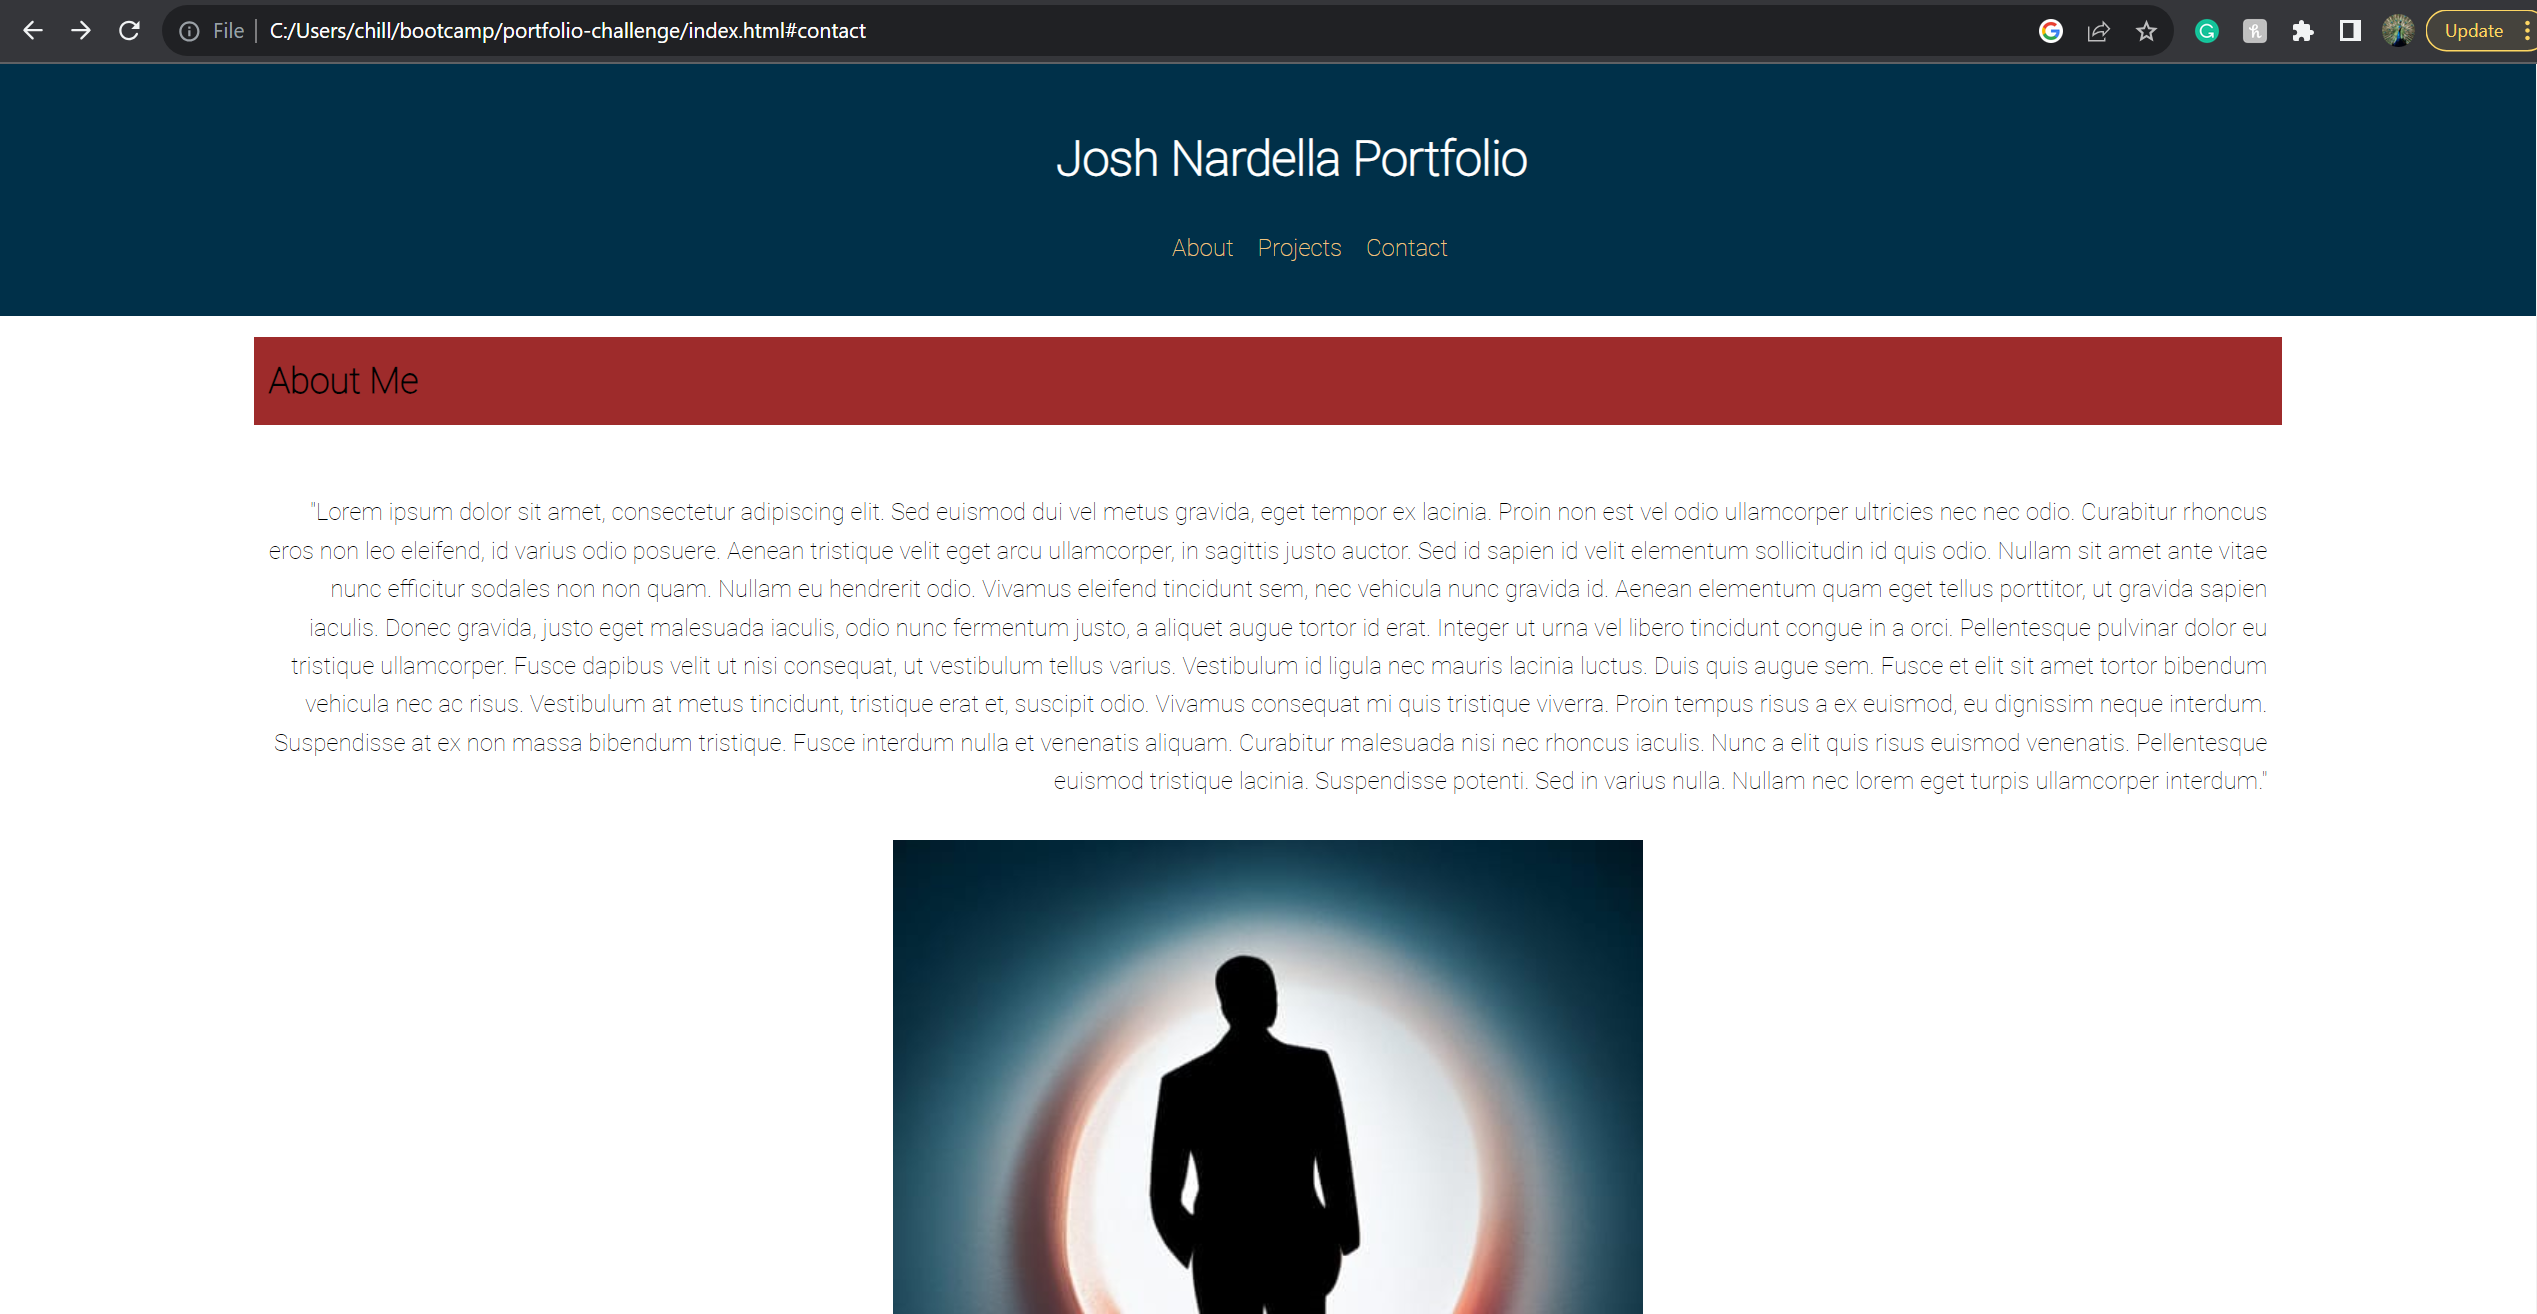 File C:/Users/chill/bootcamp/portfolio-challenge/index.html#contact Update
Josh Nardella Portfolio
About Projects Contact
About Me
"Lorem ipsum dolor sit amet, consectetur adipiscing elit. Sed euismod dui vel metus gravida, eget tempor ex lacinia. Proin non est vel odio ullamcorper ultricies nec nec odio. Curabitur rhoncus
eros non leo eleifend, id varius odio posuere. Aenean tristique velit eget arcu ullamcorper, in sagittis justo auctor. Sed id sapien id velit elementum sollicitudin id quis odio. Nullam sit amet ante vitae
nunc efficitur sodales non non quam. Nullam eu hendrerit odio. Vivamus eleifend tincidunt sem, nec vehicula nunc gravida id. Aenean elementum quam eget tellus porttitor, ut gravida sapien
iaculis. Donec gravida, justo eget malesuada iaculis, odio nunc fermentum justo, a aliquet augue tortor id erat. Integer ut urna vel libero tincidunt congue in a orci. Pellentesque pulvinar dolor eu
tristique ullamcorper. Fusce dapibus velit ut nisi consequat, ut vestibulum tellus varius. Vestibulum id ligula nec mauris lacinia luctus. Duis quis augue sem. Fusce et elit sit amet tortor bibendum
vehicula nec ac risus. Vestibulum at metus tincidunt, tristique erat et, suscipit odio. Vivamus consequat mi quis tristique viverra. Proin tempus risus a ex euismod, eu dignissim neque interdum.
Suspendisse at ex non massa bibendum tristique. Fusce interdum nulla et venenatis aliquam. Curabitur malesuada nisi nec rhoncus iaculis. Nunc a elit quis risus euismod venenatis. Pellentesque
euismod tristique lacinia. Suspendisse potenti. Sed in varius nulla. Nullam nec lorem eget turpis ullamcorper interdum."